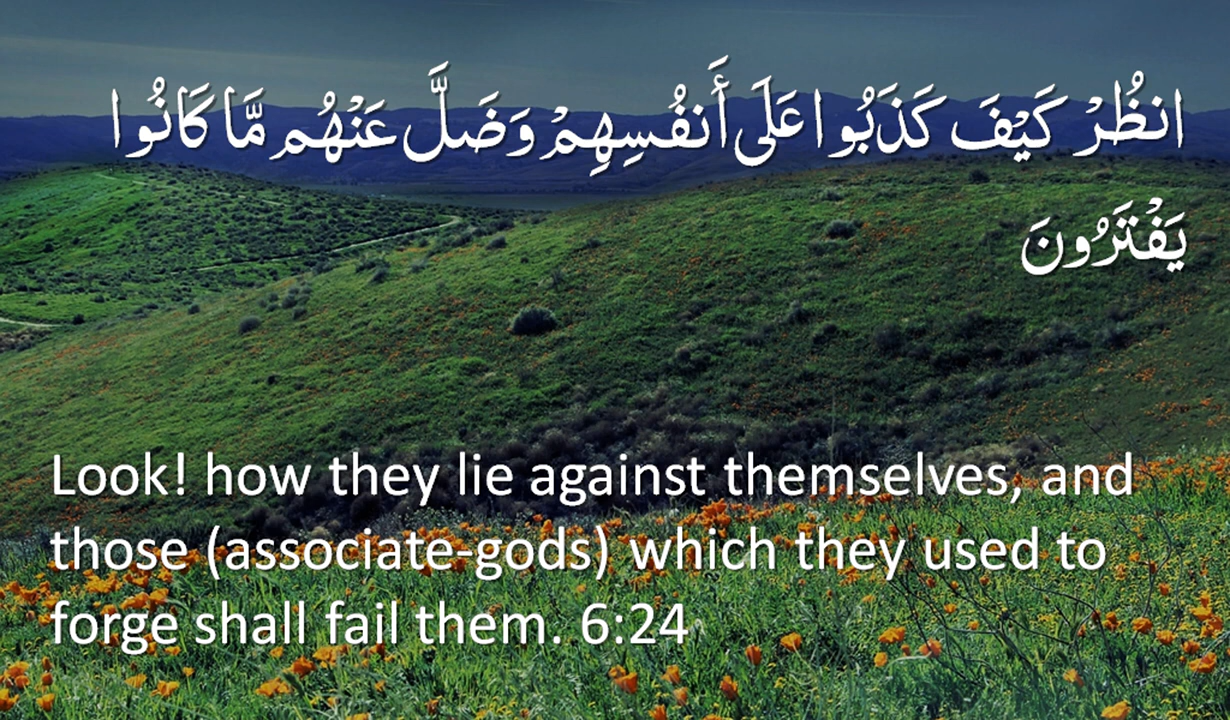 انظُرْ كَيْفَ كَذَبُوا عَلَى أَنفُسِهِمْ وَضَلَّ عَنْهُم مَّا كَانُوا
يَفْتَرُونَ
Look! how they lie against themselves, and
those (associate-gods) which they used to
forge shall fail them. 6:24